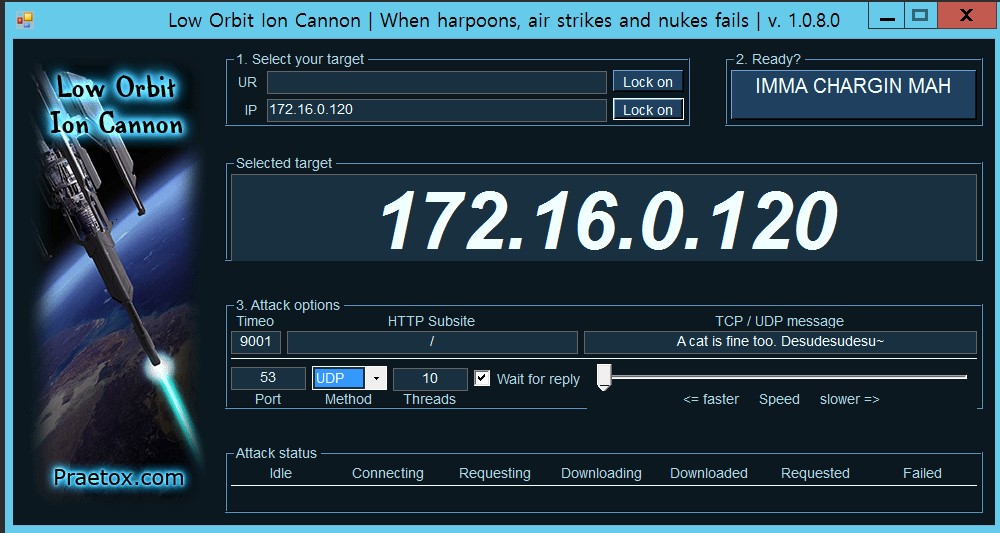 Low Orbit Ion Cannon | When harpoons, air strikes and nukes fails | v. 1.0.8.0
Low Orbit
Ion Cannon
Praetox.com
1. Select your target
UR
Lock on
IP 172.16.0.120 Lock on
2. Ready?
IMMA CHARGIN MAH
Selected target
172.16.0.120
3. Attack options
Timeo HTTP Subsite TCP / UDP message
9001 / A cat is fine too. Desudesudesu~
53 UDP 10 Wait for reply
Port Method Threads <= faster Speed slower =>
Attack status
Idle Connecting Requesting Downloading Downloaded Requested Failed